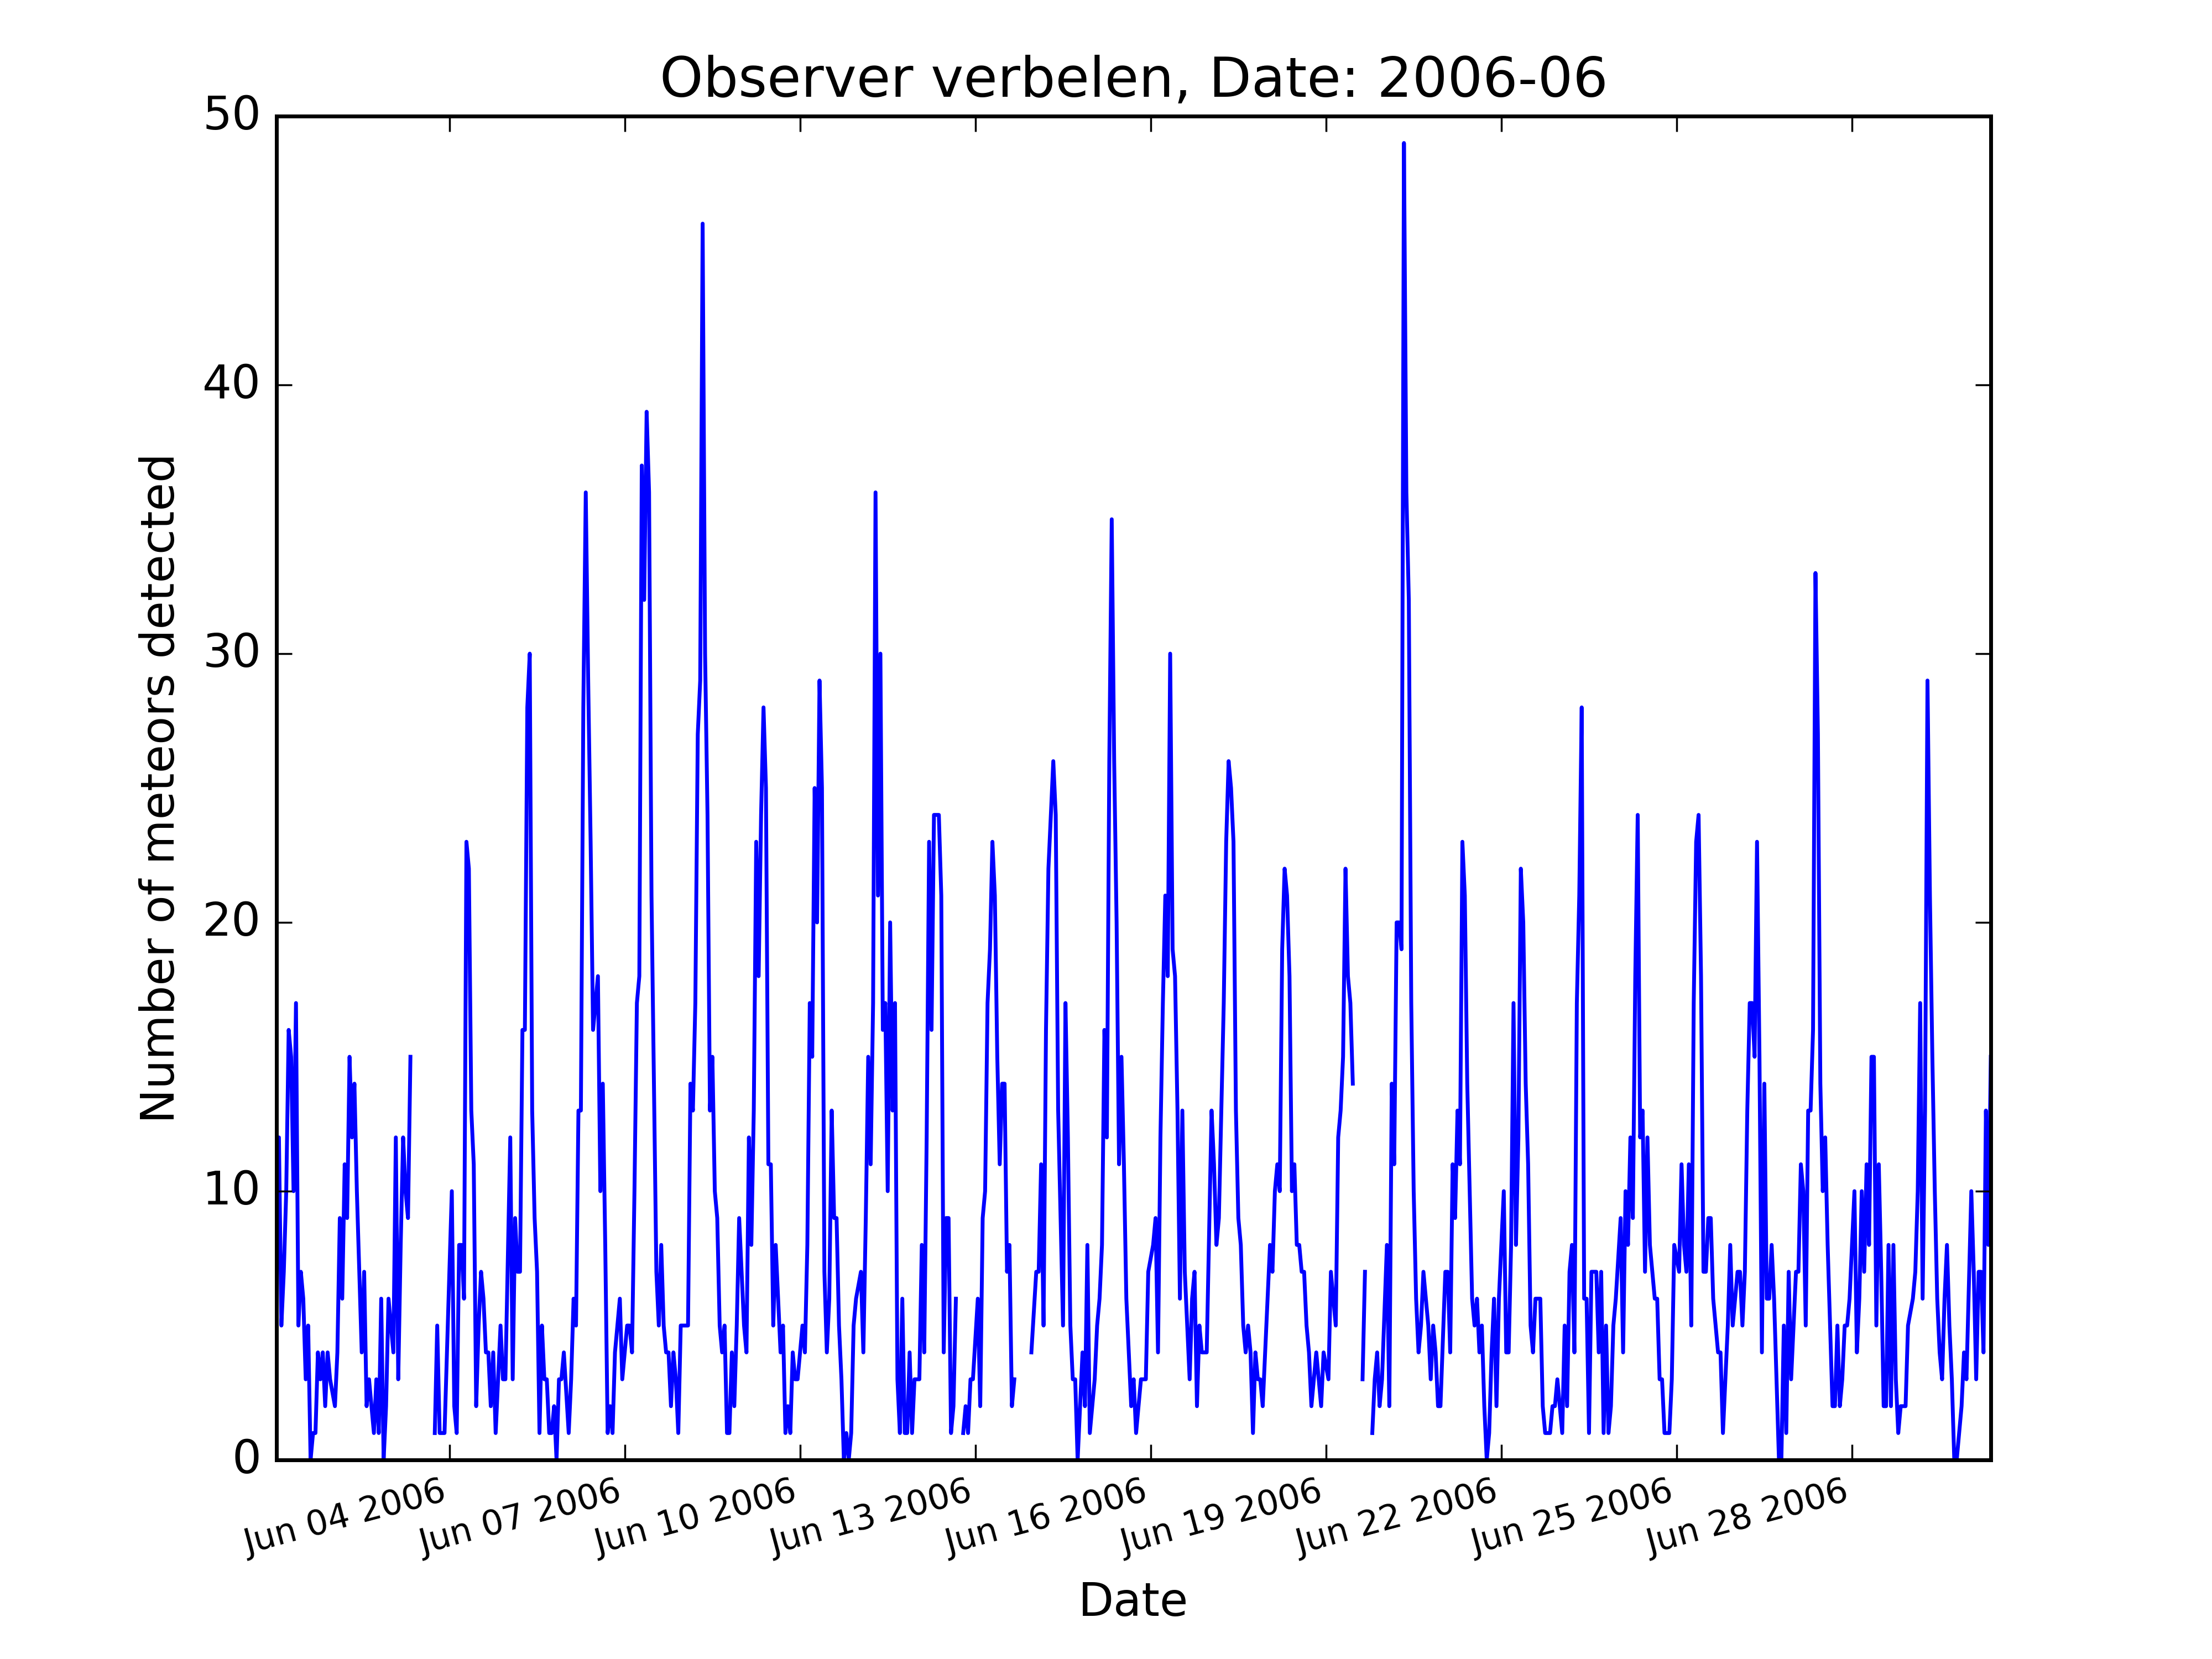 Observer verbelen, Date: 2006-06
50
40
30
20
10
0
Number of meteors detected
Jun 04 2006
Jun 07 2006
Jun 10 2006
Jun 13 2006
Jun 16 2006
Jun 19 2006
Jun 22 2006
Jun 25 2006
Jun 28 2006
Date